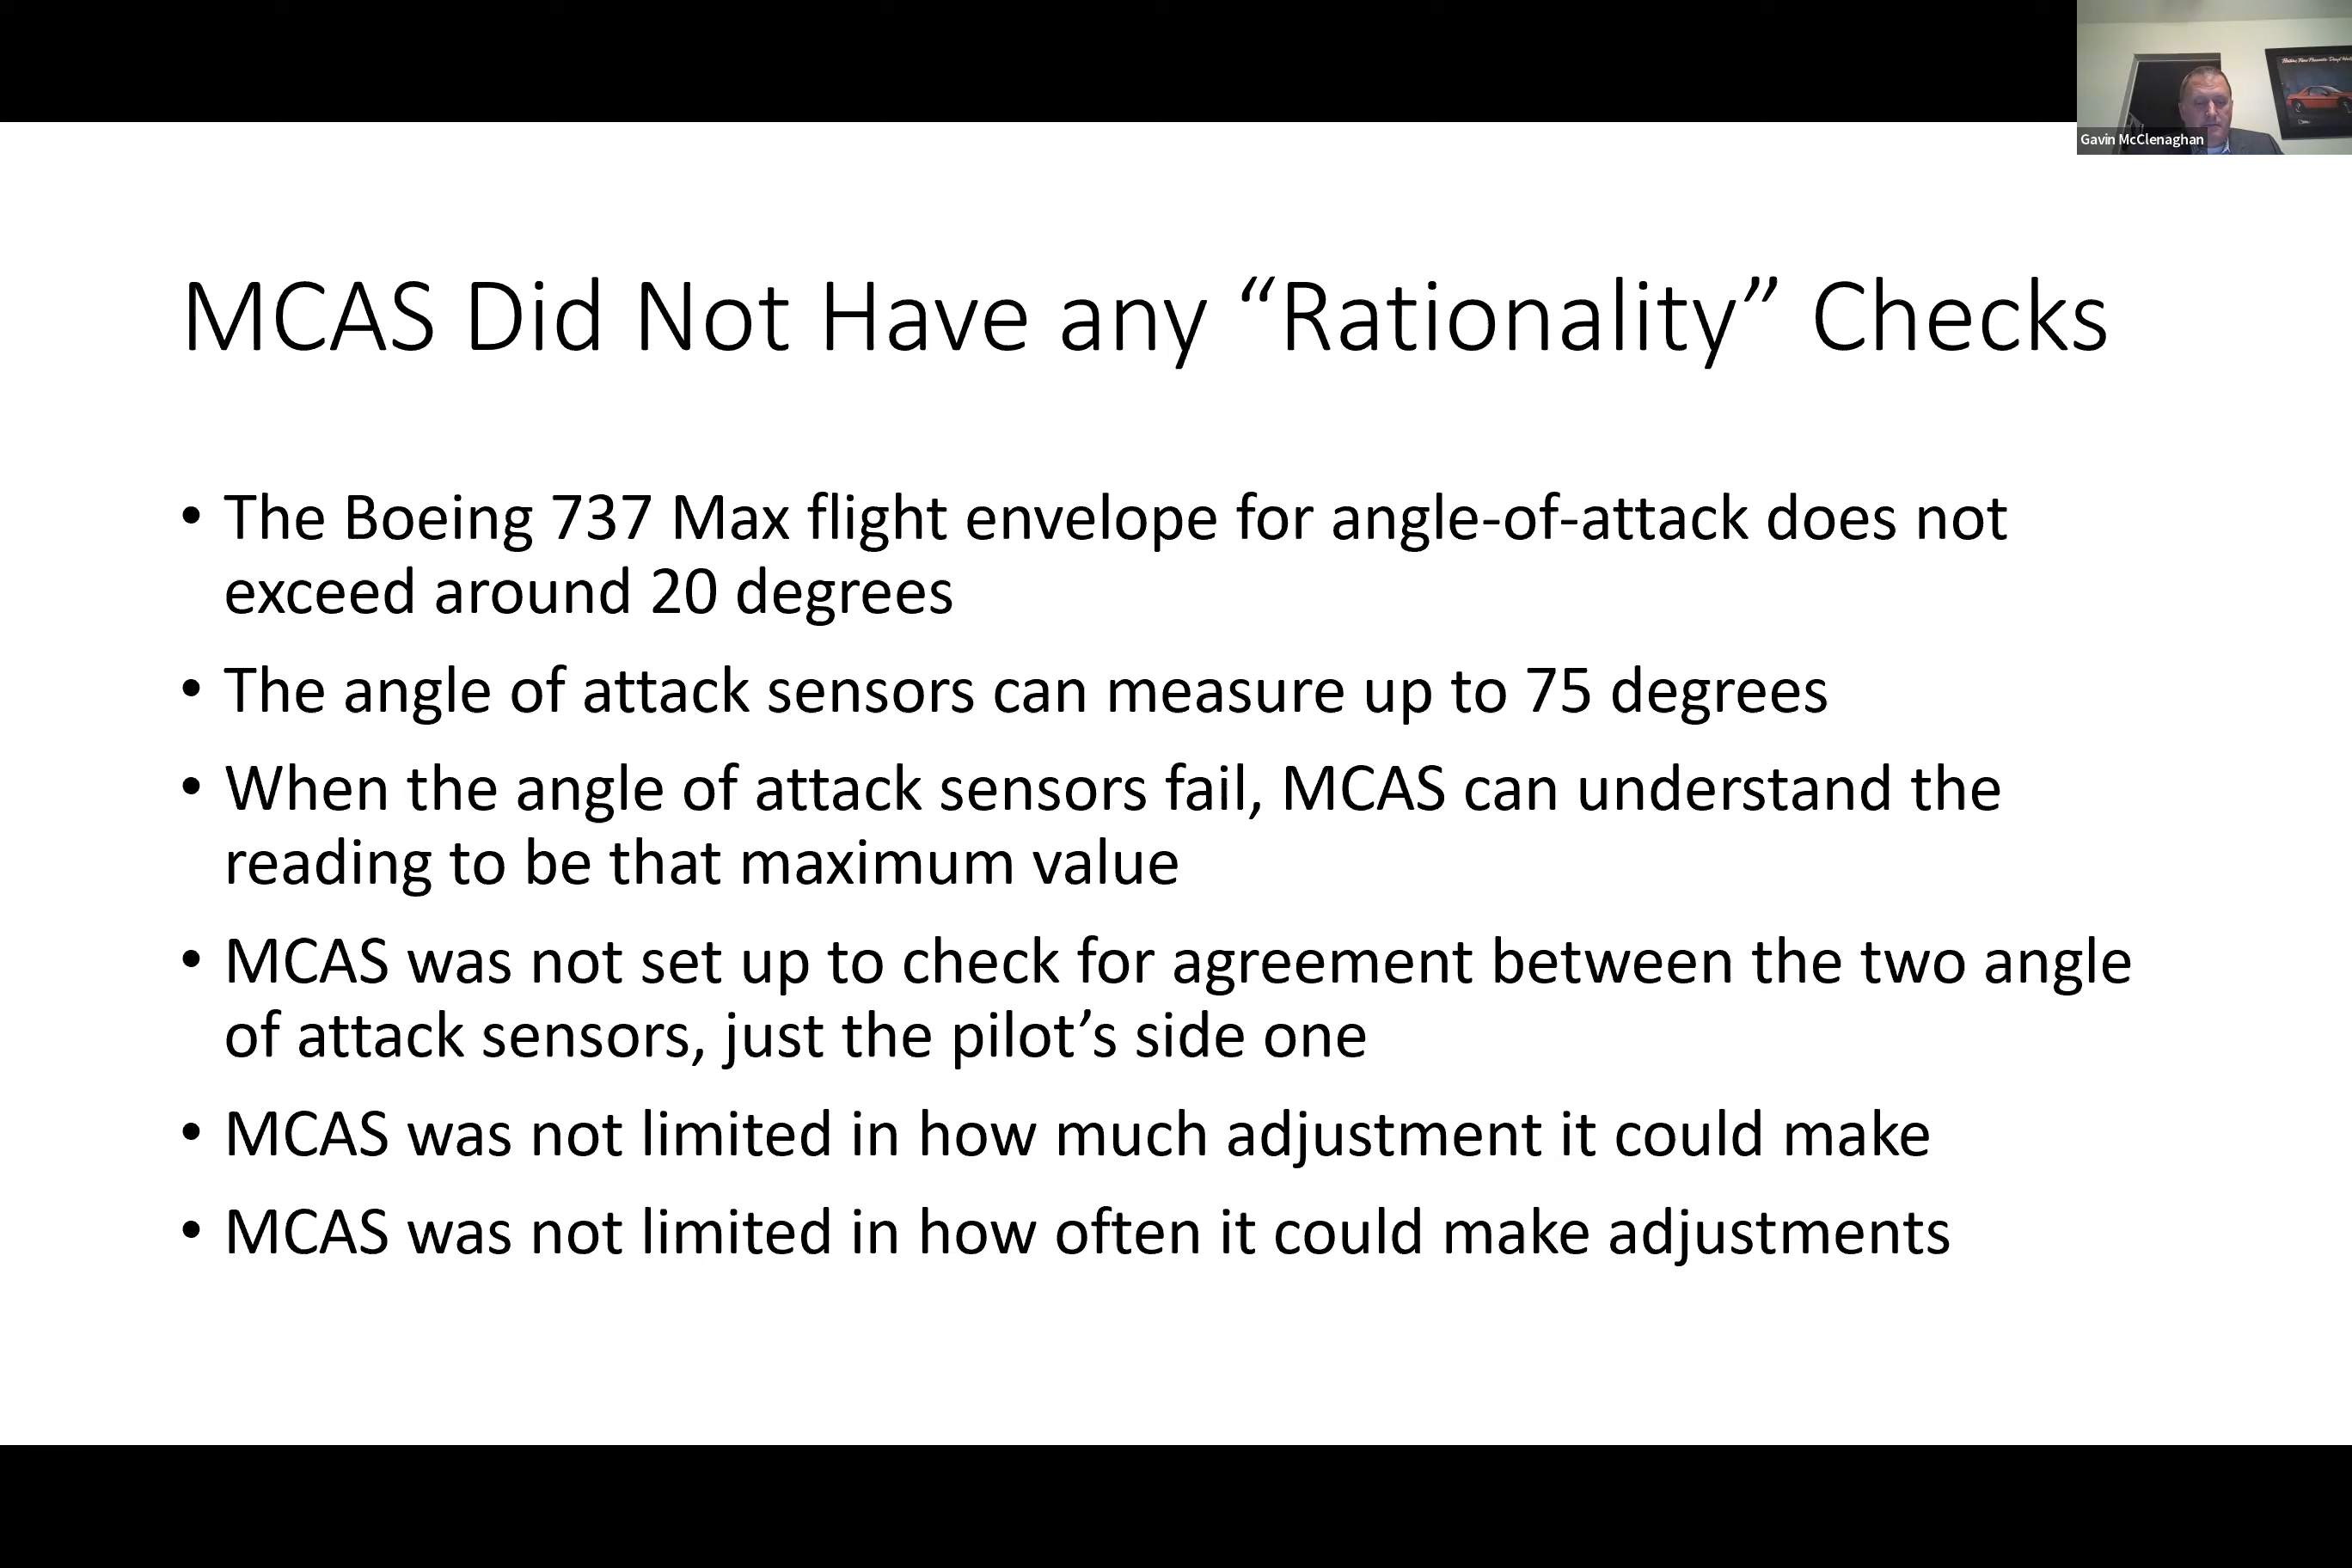 Gavin McClenaghan
MCAS Did Not Have any “Rationality” Checks
• The Boeing 737 Max flight envelope for angle-of-attack does not
exceed around 20 degrees
• The angle of attack sensors can measure up to 75 degrees
• When the angle of attack sensors fail, MCAS can understand the
reading to be that maximum value
• MCAS was not set up to check for agreement between the two angle
of attack sensors, just the pilot’s side one
• MCAS was not limited in how much adjustment it could make
• MCAS was not limited in how often it could make adjustments